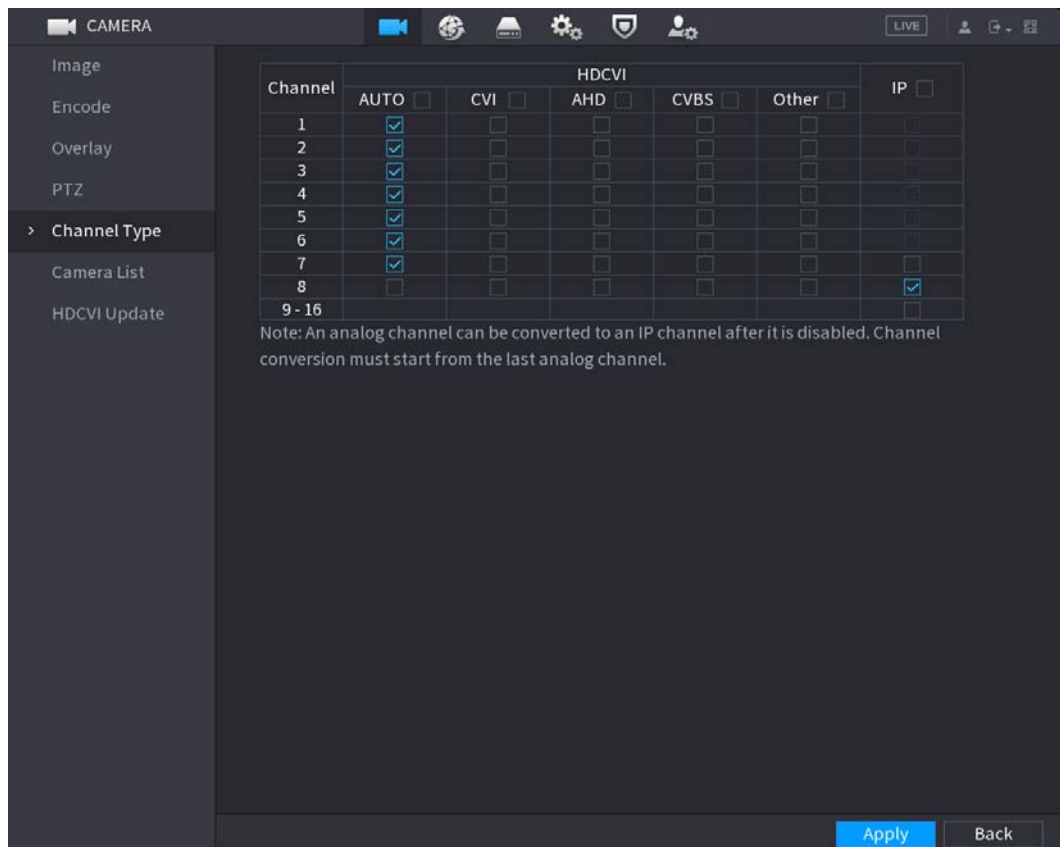 CAMERA
LIVE
Image
Encode
Overlay
PTZ
> Channel Type
Camera List
HDCVI Update
Channel HDCVI IP
AUTO CVI AHD CVBS Other
1
2
3
4
5
6
7
8
9 - 16
Note: An analog channel can be converted to an IP channel after it is disabled. Channel
conversion must start from the last analog channel.
Apply Back